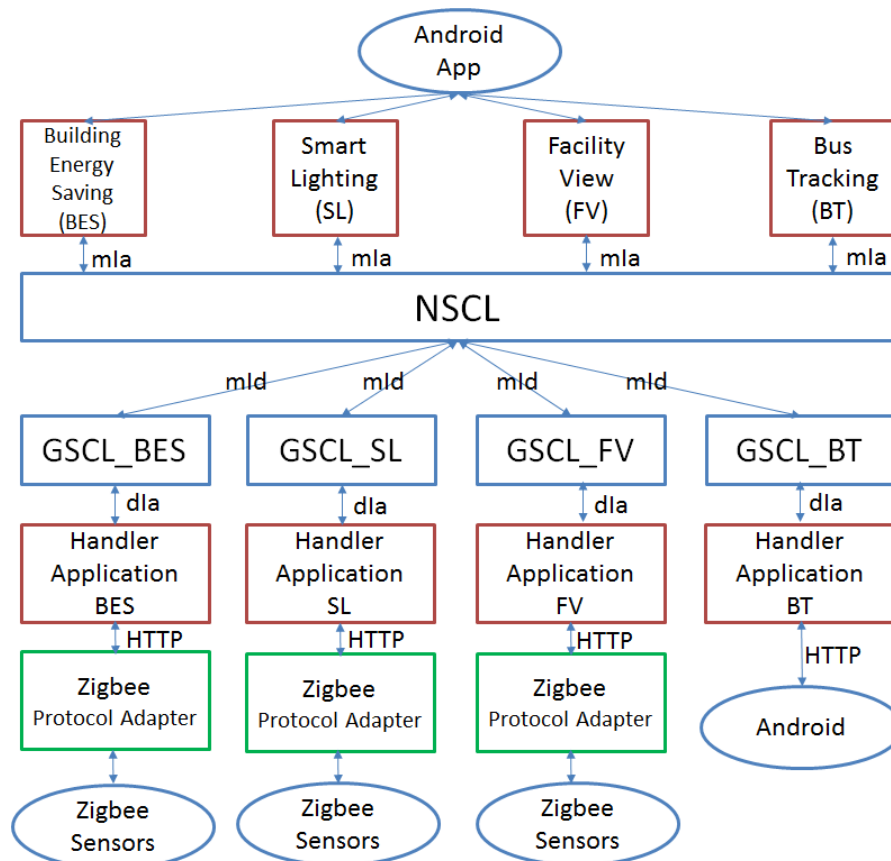 Android
App
Building
Energy
Saving
(BES)
Smart
Lighting
(SL)
Facility
View
(FV)
Bus
Tracking
(BT)
mIa
mIa
mIa
mIa
NSCL
mId
mId
mId
mId
GSCL_BES
GSCL_SL
GSCL_FV
GSCL_BT
dIa
dIa
dIa
dIa
Handler
Application
BES
Handler
Application
SL
Handler
Application
FV
Handler
Application
BT
HTTP
HTTP
HTTP
HTTP
Zigbee
Protocol Adapter
Zigbee
Protocol Adapter
Zigbee
Protocol Adapter
Android
Zigbee
Sensors
Zigbee
Sensors
Zigbee
Sensors